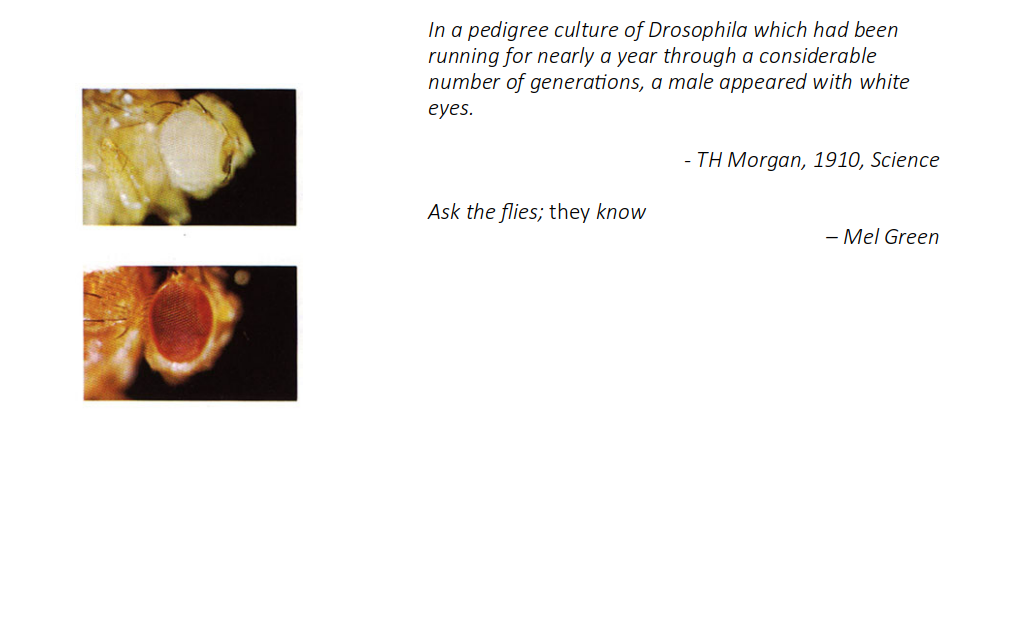 In a pedigree culture of Drosophila which had been
running for nearly a year through a considerable
number of generations, a male appeared with white
eyes.
- TH Morgan, 1910, Science
Ask the flies; they know
– Mel Green